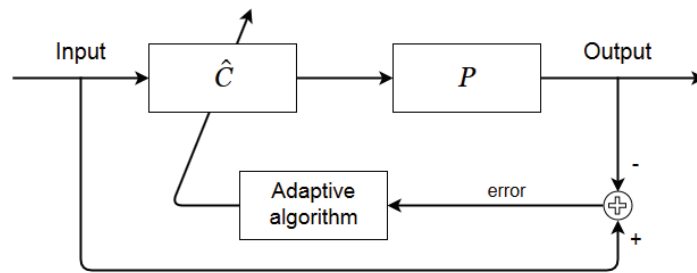 Input
Ĉ
P
Output
Adaptive
algorithm
error
-
+